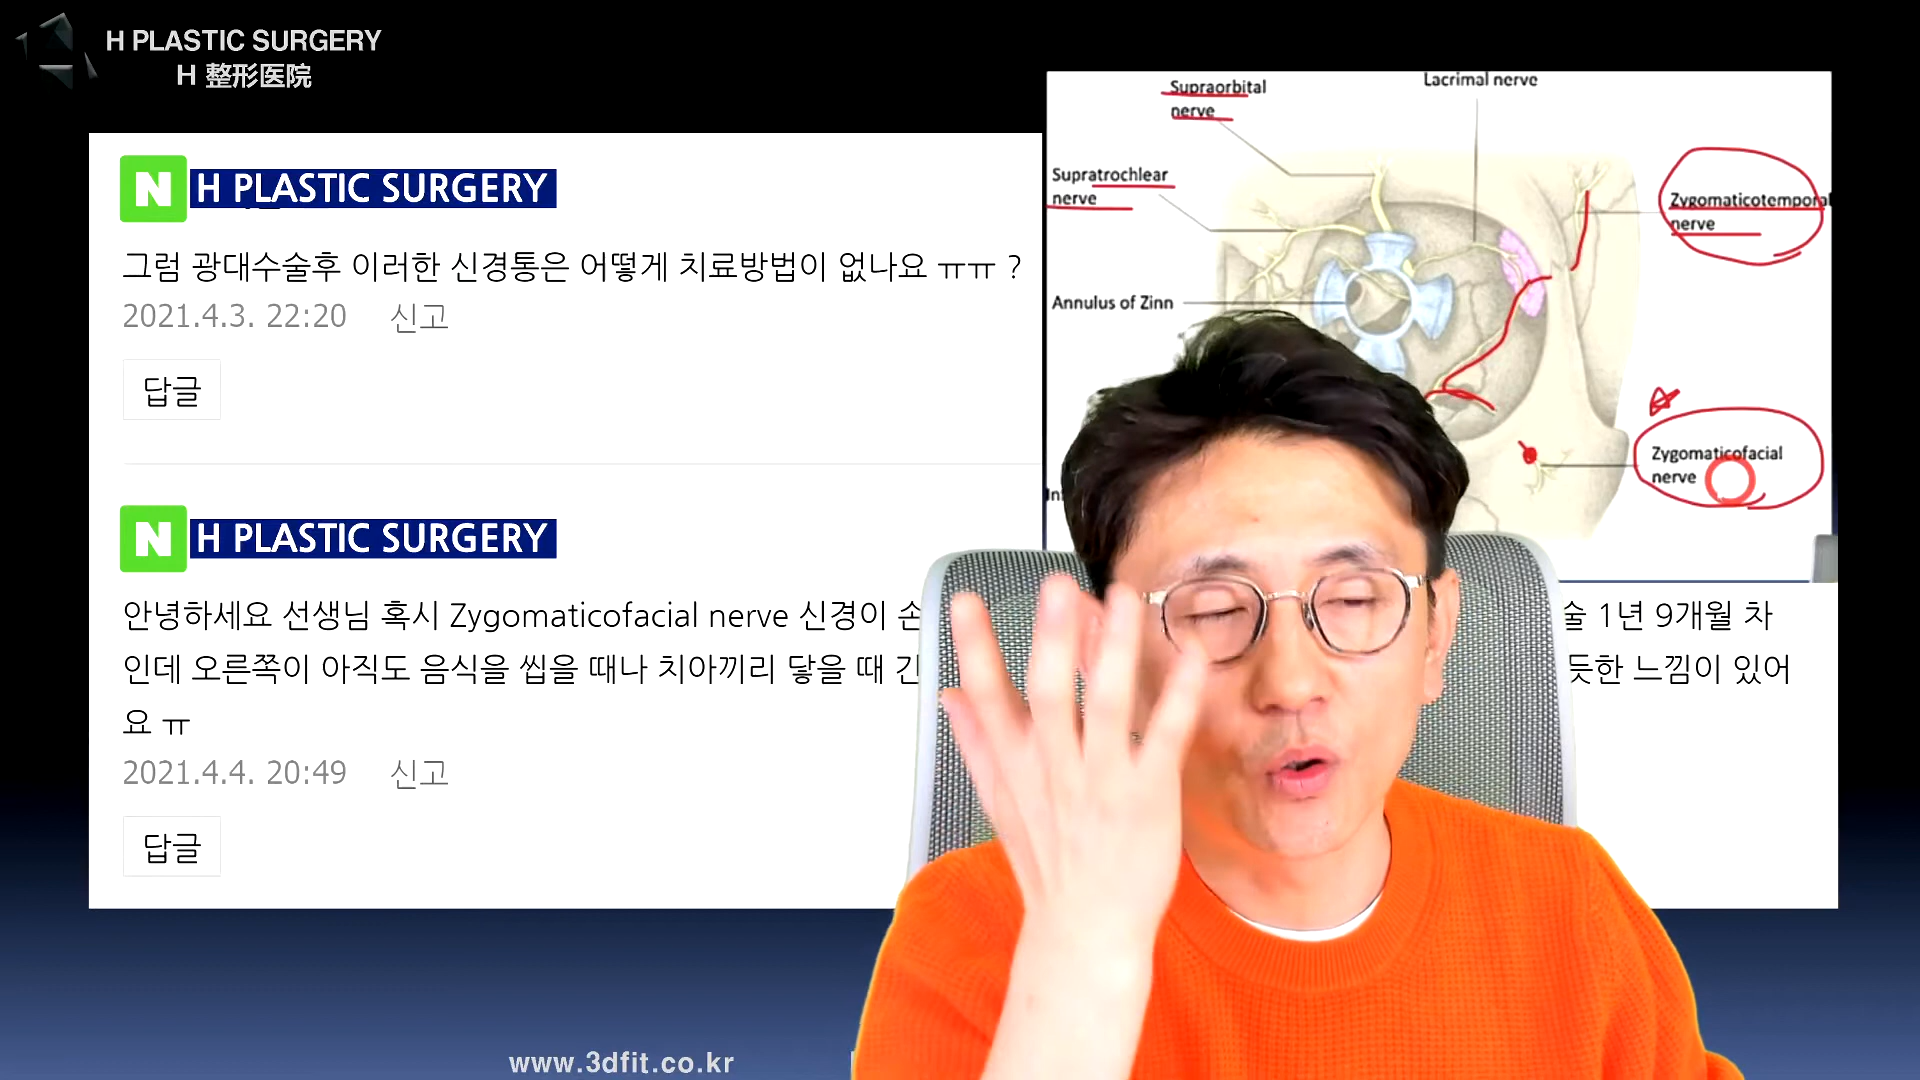 H PLASTIC SURGERY
H 整形医院
N H PLASTIC SURGERY
그럼 광대수술후 이러한 신경통은 어떻게 치료방법이 없나요 ㅠㅠ ?
2021.4.3. 22:20 신고
답글
N H PLASTIC SURGERY
안녕하세요 선생님 혹시 Zygomaticofacial nerve 신경이 손 술 1년 9개월 차
인데 오른쪽이 아직도 음식을 씹을 때나 치아끼리 닿을 때 긴 듯한 느낌이 있어
요 ㅠ
2021.4.4. 20:49 신고
답글
Supraorbital
nerve
Lacrimal nerve
Supratrochlear
nerve
Zygomaticotemporal
nerve
Annulus of Zinn
Zygomaticofacial
nerve
www.3dfit.co.kr